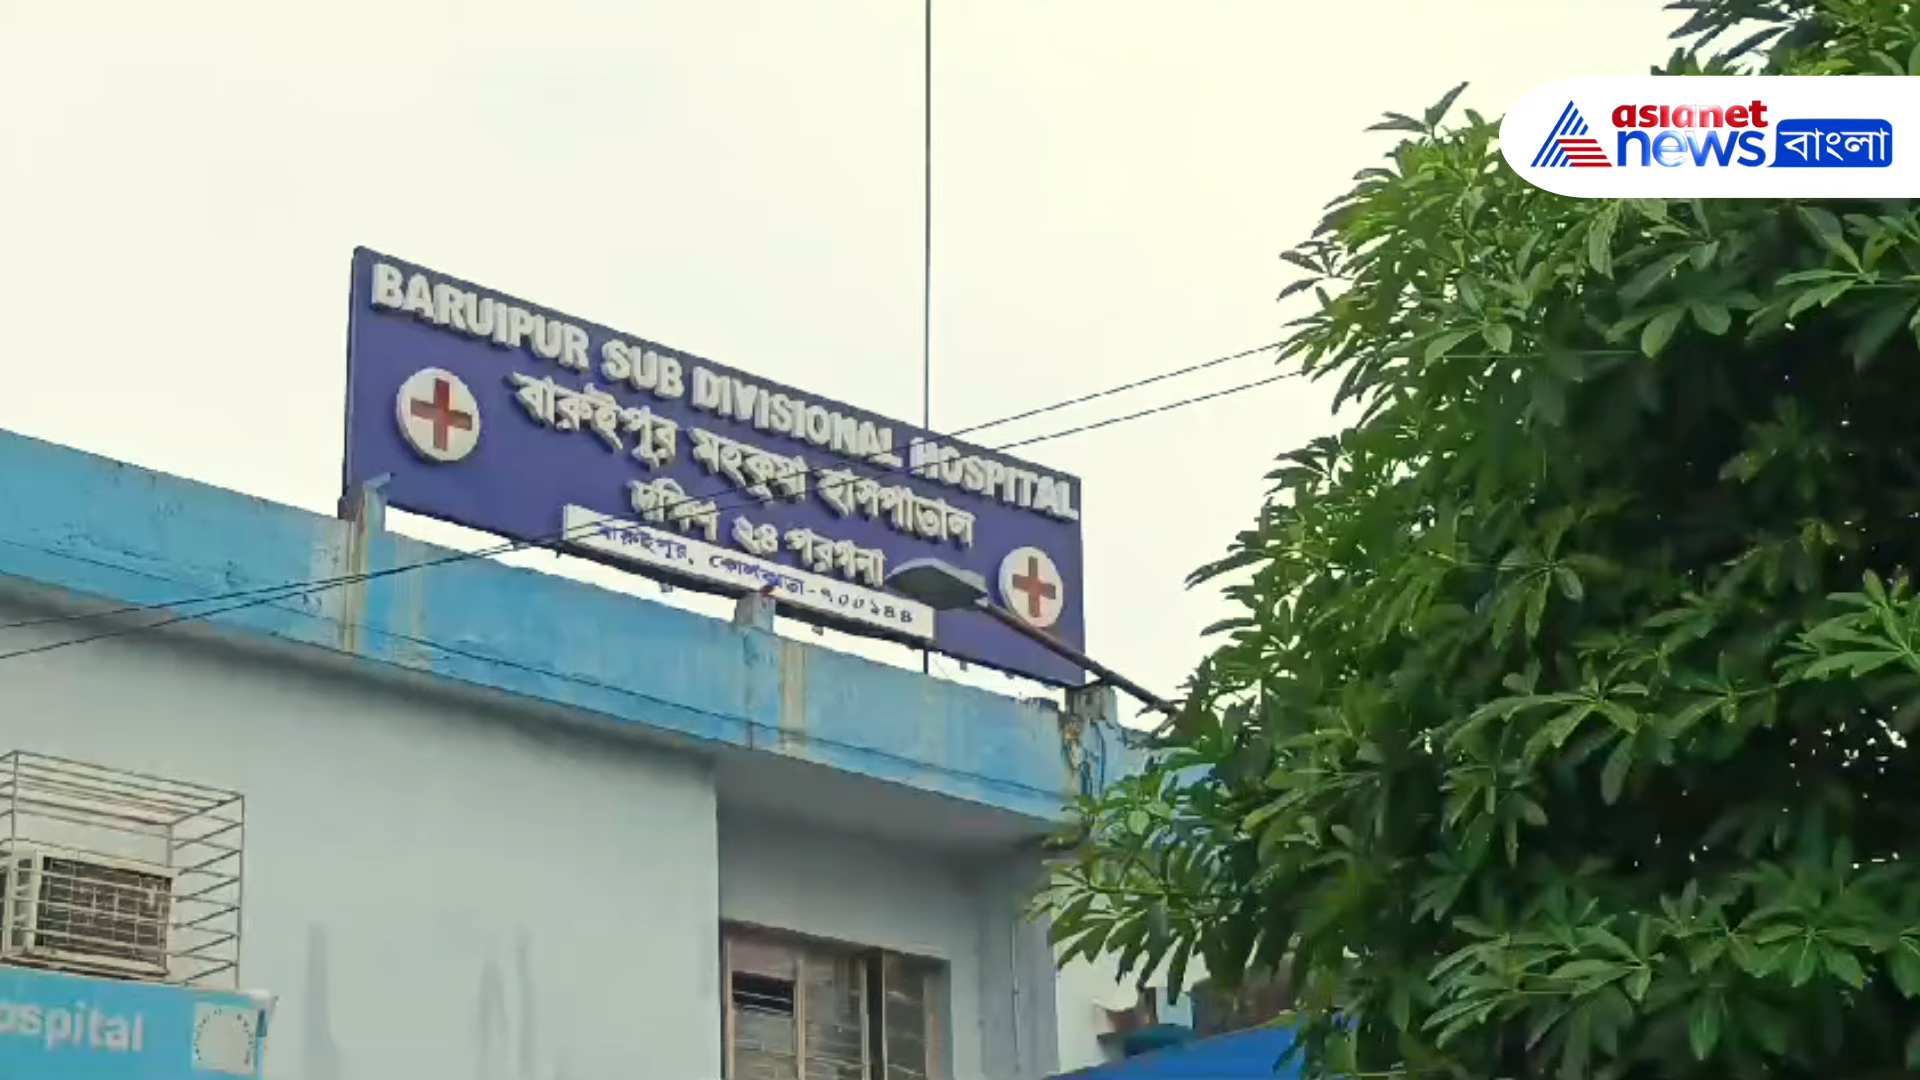 asianet
news বাংলা
BARUIPUR SUB DIVISIONAL HOSPITAL
বারুইপুর মহকুমা হাসপাতাল
দক্ষিণ ২৪ পরগনা
বারুইপুর, কোলকাতা-৭০০১৪৪
ospital